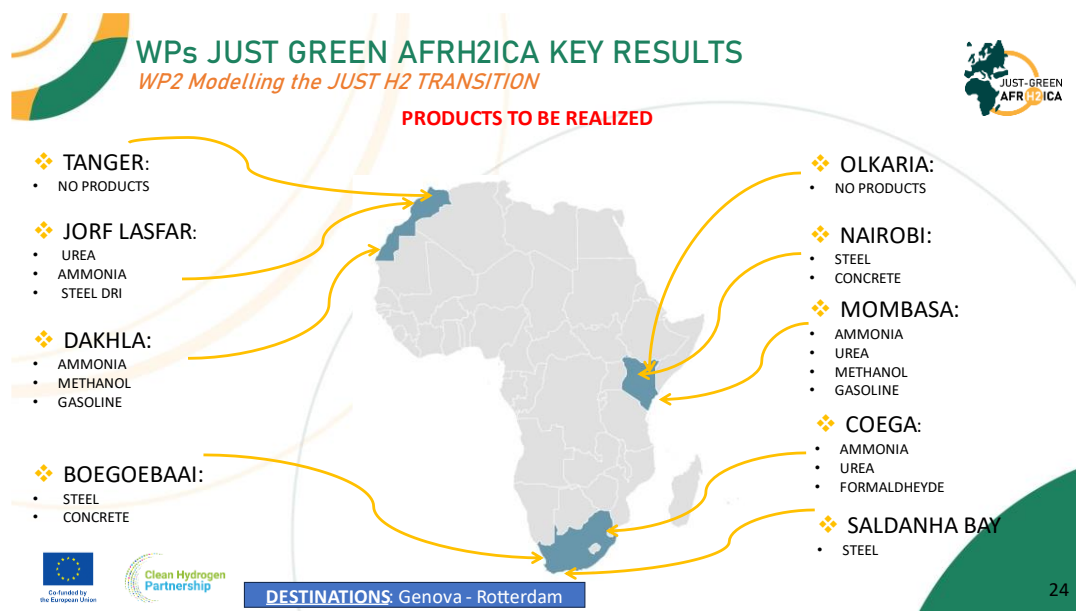 WPs JUST GREEN AFRH2ICA KEY RESULTS
WP2 Modelling the JUST H2 TRANSITION
JUST-GREEN
AFRH2ICA
PRODUCTS TO BE REALIZED
❖ TANGER:
• NO PRODUCTS
❖ JORF LASFAR:
• UREA
• AMMONIA
• STEEL DRI
❖ DAKHLA:
• AMMONIA
• METHANOL
• GASOLINE
❖ BOEGOEBAAI:
• STEEL
• CONCRETE
❖ OLKARIA:
• NO PRODUCTS
❖ NAIROBI:
• STEEL
• CONCRETE
❖ MOMBASA:
• AMMONIA
• UREA
• METHANOL
• GASOLINE
❖ COEGA:
• AMMONIA
• UREA
• FORMALDHEYDE
❖ SALDANHA BAY
• STEEL
Co-funded by
the European Union
Clean Hydrogen
Partnership
DESTINATIONS: Genova - Rotterdam
24